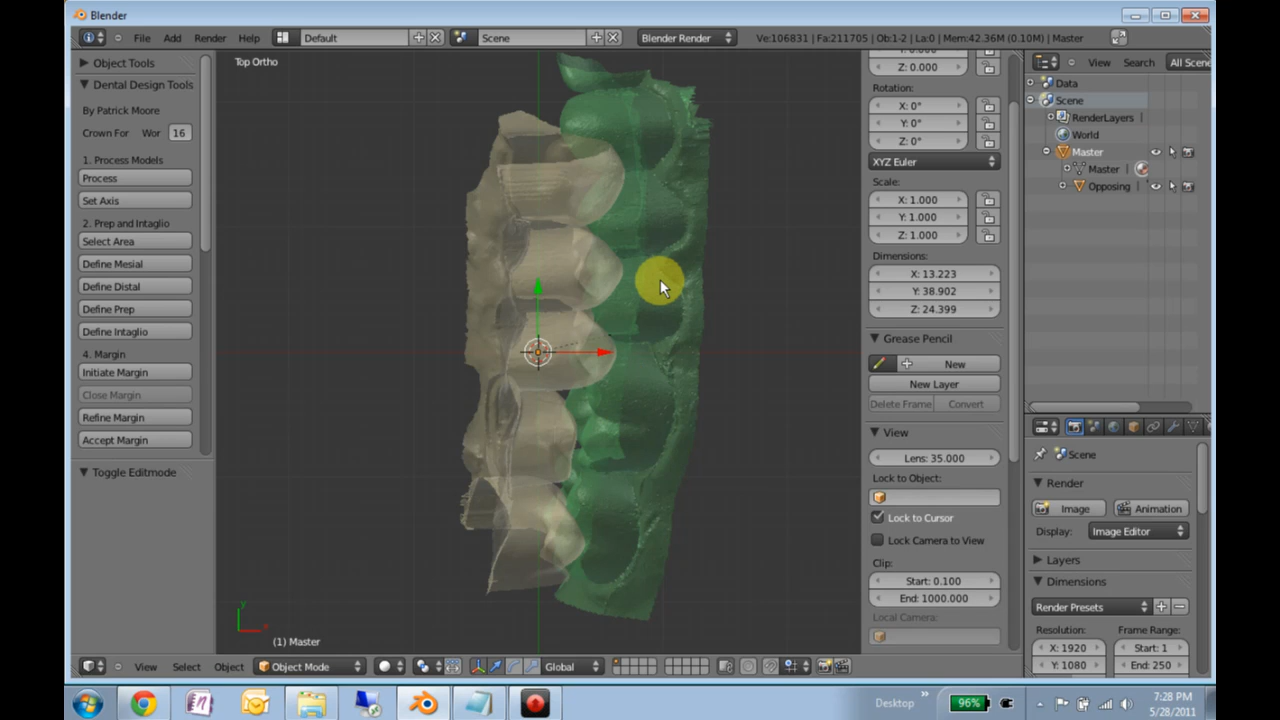 Blender
File Add Render Help Default Scene Blender Render Ve:106831 | Fa:211705 | Ob:1-2 | La:0 | Mem:42.36M (0.10M) | Master
Object Tools
Dental Design Tools
By Patrick Moore
Crown For Wor 16
1. Process Models
Process
Set Axis
2. Prep and Intaglio
Select Area
Define Mesial
Define Distal
Define Prep
Define Intaglio
4. Margin
Initiate Margin
Close Margin
Refine Margin
Accept Margin
Toggle Editmode
Top Ortho
y
(1) Master
View Select Object Object Mode Global
Z: 0.000
Rotation:
X: 0°
Y: 0°
Z: 0°
XYZ Euler
Scale:
X: 1.000
Y: 1.000
Z: 1.000
Dimensions:
X: 13.223
Y: 38.902
Z: 24.399
Grease Pencil
New
New Layer
Delete Frame Convert
View
Lens: 35.000
Lock to Object:
Lock to Cursor
Lock Camera to View
Clip:
Start: 0.100
End: 1000.000
Local Camera:
View Search All Scene
Data
Scene
RenderLayers
World
Master
Master
Opposing
Scene
Render
Image Animation
Display: Image Editor
Layers
Dimensions
Render Presets
Resolution: Frame Range:
X: 1920 Start: 1
Y: 1080 End: 250
Desktop 96% 7:28 PM
5/28/2011